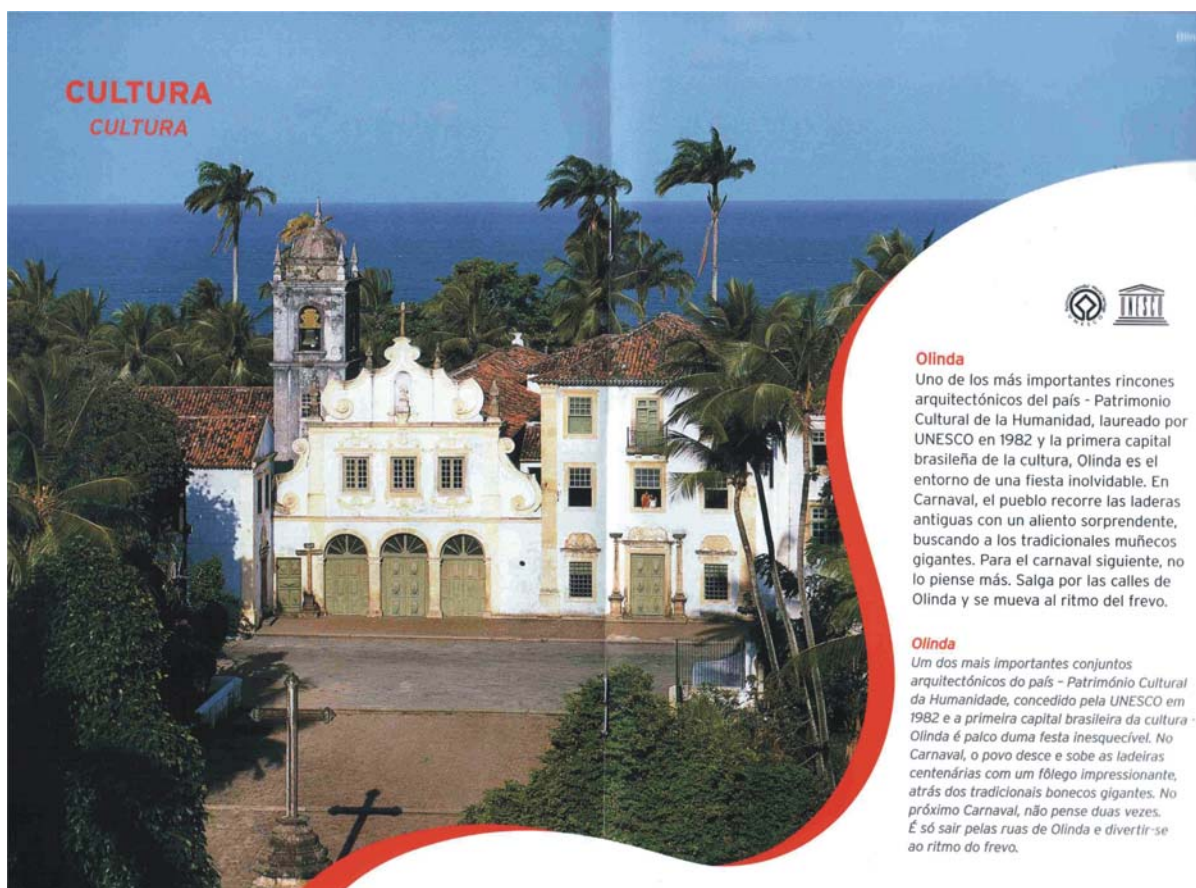 CULTURA
CULTURA
UNESCO
Olinda
Uno de los más importantes rincones
arquitectónicos del país - Patrimonio
Cultural de la Humanidad, laureado por
UNESCO en 1982 y la primera capital
brasileña de la cultura, Olinda es el
entorno de una fiesta inolvidable. En
Carnaval, el pueblo recorre las laderas
antiguas con un aliento sorprendente,
buscando a los tradicionales muñecos
gigantes. Para el carnaval siguiente, no
lo piense más. Salga por las calles de
Olinda y se mueva al ritmo del frevo.
Olinda
Um dos mais importantes conjuntos
arquitectónicos do país – Património Cultural
da Humanidade, concedido pela UNESCO em
1982 e a primeira capital brasileira da cultura -
Olinda é palco duma festa inesquecível. No
Carnaval, o povo desce e sobe as ladeiras
centenárias com um fôlego impressionante,
atrás dos tradicionais bonecos gigantes. No
próximo Carnaval, não pense duas vezes.
É só sair pelas ruas de Olinda e divertir-se
ao ritmo do frevo.